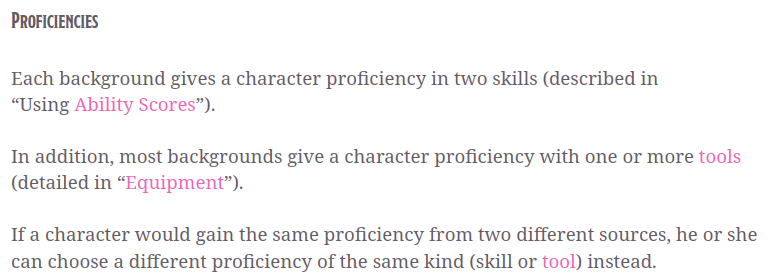 Proficiencies
Each background gives a character proficiency in two skills (described in
“Using Ability Scores”).
In addition, most backgrounds give a character proficiency with one or more tools
(detailed in “Equipment”).
If a character would gain the same proficiency from two different sources, he or she
can choose a different proficiency of the same kind (skill or tool) instead.